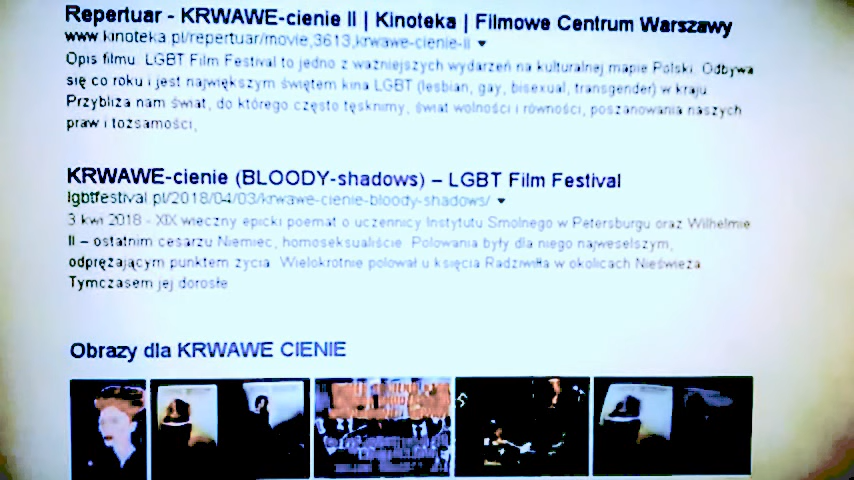 Repertuar - KRWAWE-cienie II | Kinoteka | Filmowe Centrum Warszawy
www.kinoteka.pl/repertuar/movie,3613,krwawe-cienie-ii
Opis filmu. LGBT Film Festival to jedno z ważniejszych wydarzeń na kulturalnej mapie Polski. Odbywa
się co roku i jest największym świętem kina LGBT (lesbian, gay, bisexual, transgender) w kraju.
Przybliża nam świat, do którego często tęsknimy, świat wolności i równości, poszanowania naszych
praw i tożsamości,
KRWAWE-cienie (BLOODY-shadows) – LGBT Film Festival
lgbtfestival.pl/2018/04/03/krwawe-cienie-bloody-shadows/
3 kwi 2018 - XIX wieczny epicki poemat o uczennicy Instytutu Smolnego w Petersburgu oraz Wilhelmie
II – ostatnim cesarzu Niemiec, homoseksualiście. Polowania były dla niego najweselszym,
odprężającym punktem życia. Wielokrotnie polował u księcia Radziwiłła w okolicach Nieświeża.
Tymczasem jej dorosłe
Obrazy dla KRWAWE CIENIE